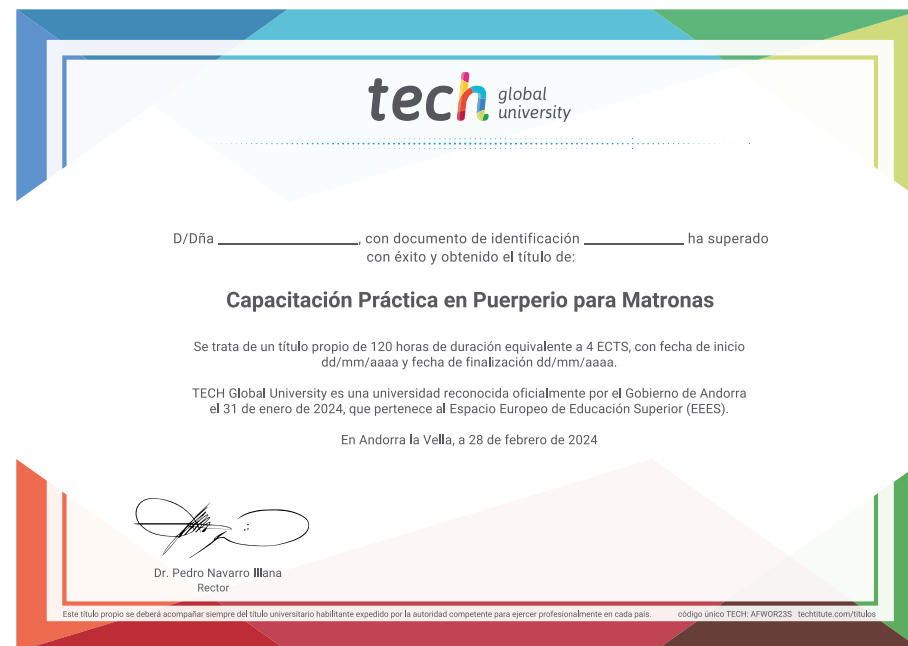 tech global university
D/Dña ____________, con documento de identificación ____________ ha superado
con éxito y obtenido el título de:
Capacitación Práctica en Puerperio para Matronas
Se trata de un título propio de 120 horas de duración equivalente a 4 ECTS, con fecha de inicio
dd/mm/aaaa y fecha de finalización dd/mm/aaaa.
TECH Global University es una universidad reconocida oficialmente por el Gobierno de Andorra
el 31 de enero de 2024, que pertenece al Espacio Europeo de Educación Superior (EEES).
En Andorra la Vella, a 28 de febrero de 2024
Dr. Pedro Navarro Illana
Rector
Este título propio se deberá acompañar siempre del título universitario habilitante expedido por la autoridad competente para ejercer profesionalmente en cada país. código único TECH: AFWOR23S techtitute.com/titulos